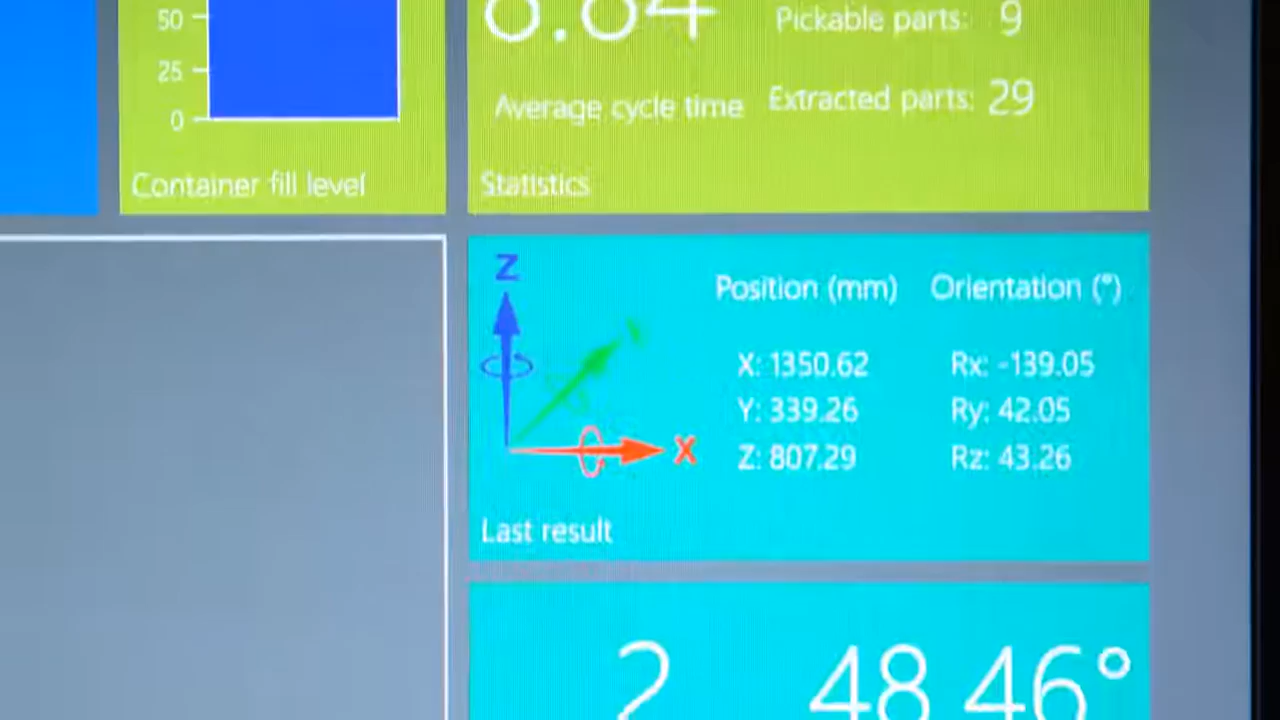 50
25
0
Container fill level
Pickable parts: 9
Average cycle time
Extracted parts: 29
Statistics
Z
X
Position (mm)
Orientation (°)
X: 1350.62
Rx: -139.05
Y: 339.26
Ry: 42.05
Z: 807.29
Rz: 43.26
Last result
2
48.46°